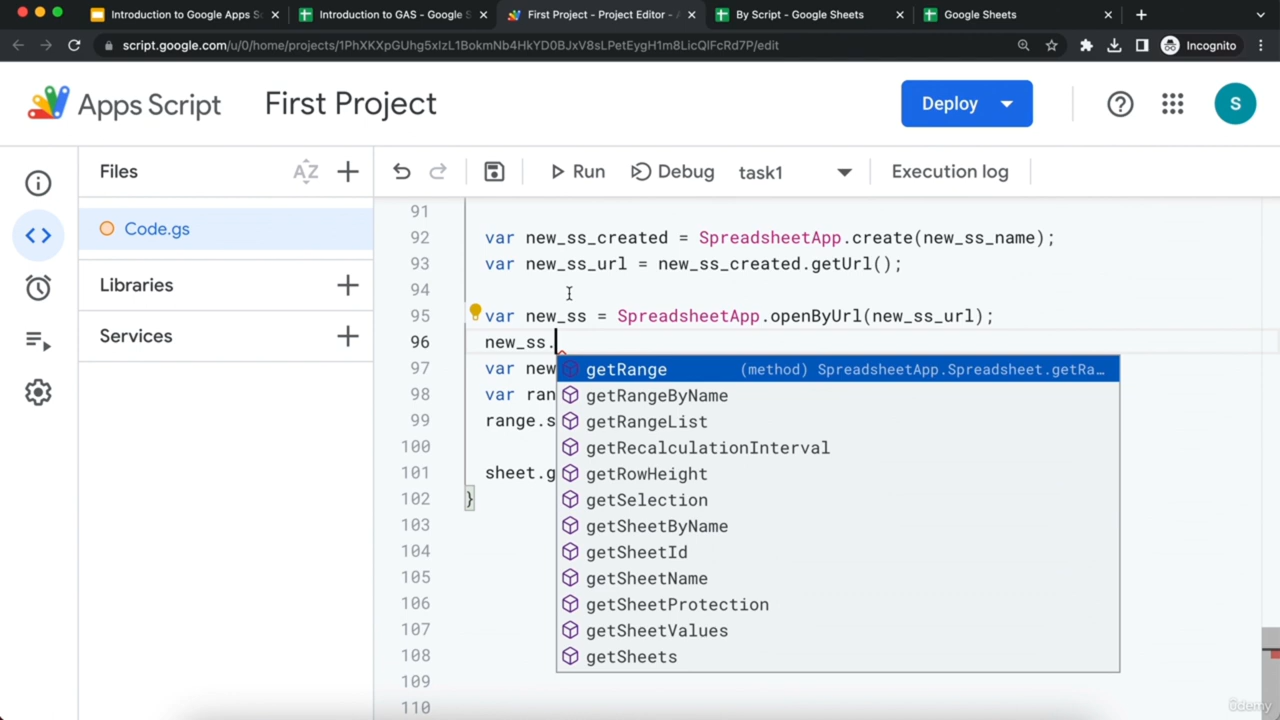 Introduction to Google Apps S
Introduction to GAS - Google S
First Project - Project Editor - A
By Script - Google Sheets
Google Sheets
script.google.com/u/0/home/projects/1PhXKXpGUhg5xIzL1BokmNb4HkYD0BJxV8sLPetEygH1m8LicQlFcRd7P/edit
Incognito
Apps Script
First Project
Deploy
S
Files
AZ
Run
Debug
task1
Execution log
Code.gs
Libraries
Services
91
92 var new_ss_created = SpreadsheetApp.create(new_ss_name);
93 var new_ss_url = new_ss_created.getUrl();
94
95 var new_ss = SpreadsheetApp.openByUrl(new_ss_url);
96 new_ss.
97 var new
98 var ran
99 range.s
100
101 sheet.g
102 }
103
104
105
106
107
108
109
110
getRange (method) SpreadsheetApp.Spreadsheet.getRa…
getRangeByName
getRangeList
getRecalculationInterval
getRowHeight
getSelection
getSheetByName
getSheetId
getSheetName
getSheetProtection
getSheetValues
getSheets
ûdemy